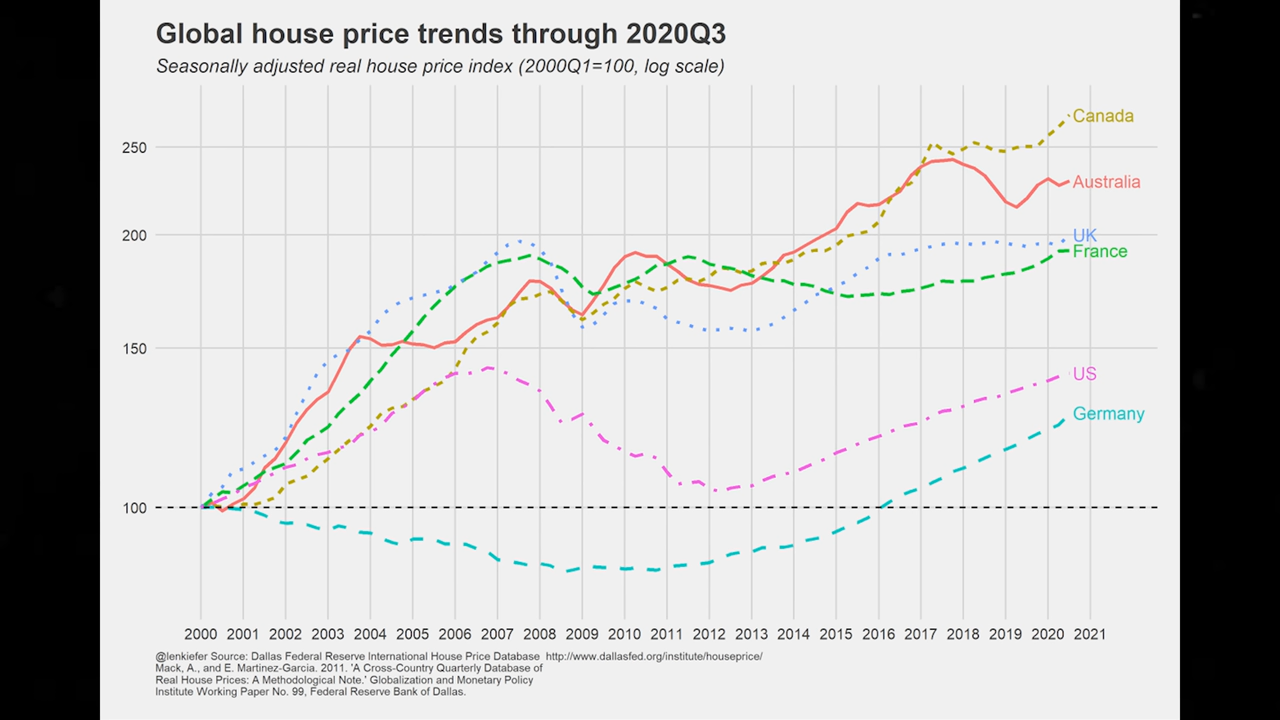 Global house price trends through 2020Q3
Seasonally adjusted real house price index (2000Q1=100, log scale)
250
200
150
100
Canada
Australia
UK
France
US
Germany
2000 2001 2002 2003 2004 2005 2006 2007 2008 2009 2010 2011 2012 2013 2014 2015 2016 2017 2018 2019 2020 2021
@lenkiefer Source: Dallas Federal Reserve International House Price Database http://www.dallasfed.org/institute/houseprice/
Mack, A., and E. Martinez-Garcia. 2011. 'A Cross-Country Quarterly Database of
Real House Prices: A Methodological Note.' Globalization and Monetary Policy
Institute Working Paper No. 99, Federal Reserve Bank of Dallas.